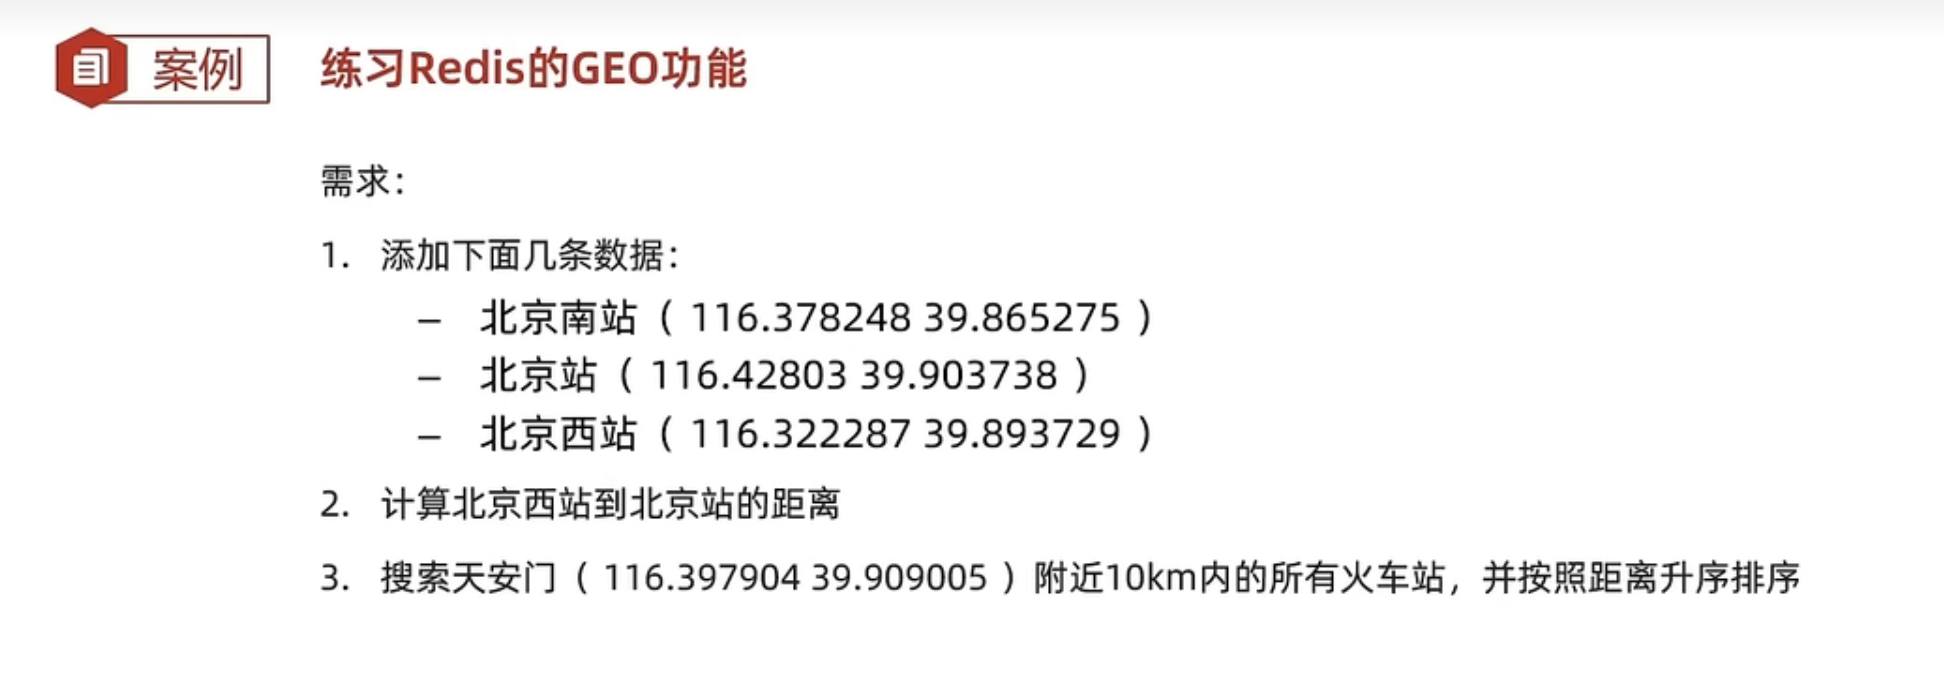 案例 练习Redis的GEO功能
需求：
1. 添加下面几条数据：
– 北京南站（ 116.378248 39.865275 ）
– 北京站（ 116.42803 39.903738 ）
– 北京西站（ 116.322287 39.893729 ）
2. 计算北京西站到北京站的距离
3. 搜索天安门（ 116.397904 39.909005 ）附近10km内的所有火车站，并按照距离升序排序